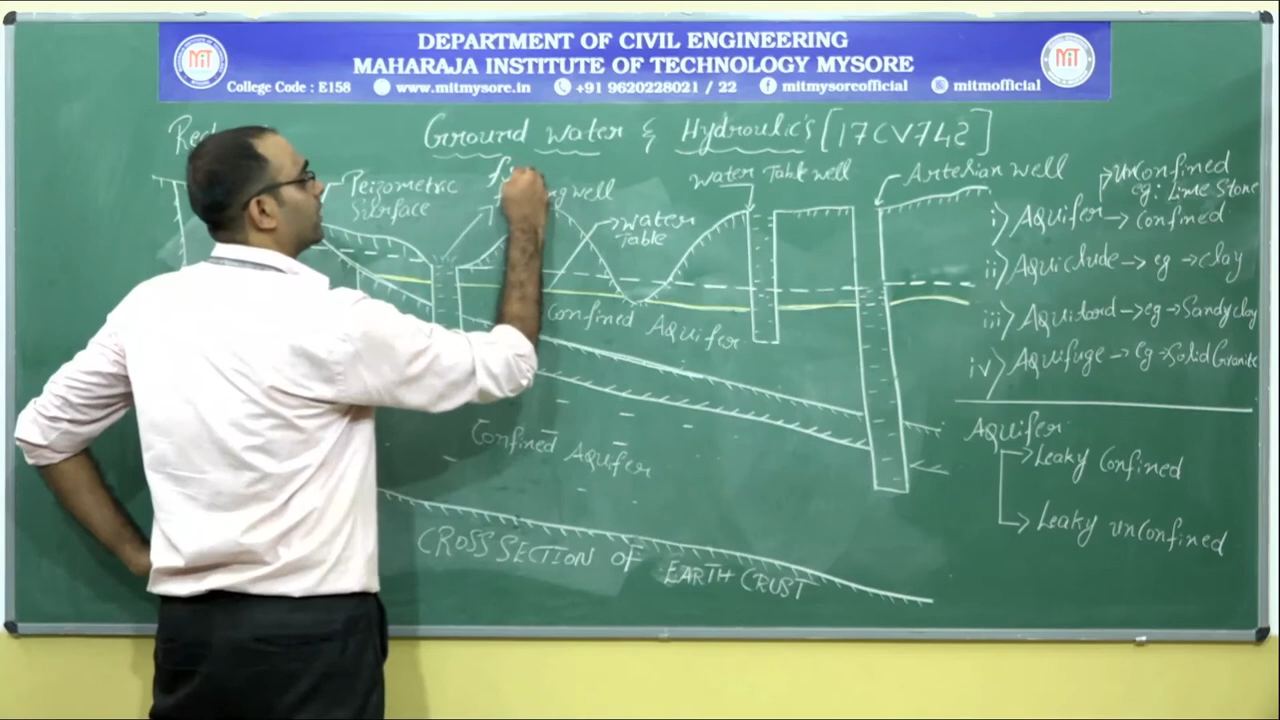 DEPARTMENT OF CIVIL ENGINEERING
MAHARAJA INSTITUTE OF TECHNOLOGY MYSORE
College Code : E158 www.mitmysore.in +91 9620228021 / 22 mitmysoreofficial mitmofficial
MIT
MIT
Ground water & Hydraulic's [17CV742]
Peizometric
Surface
well
water
Table
water Table well
Artesian well
Confined Aquifer
Confined Aquifer
CROSS SECTION OF EARTH CRUST
Unconfined
eg: Lime Stone
i) Aquifer → Confined
ii) Aquiclude → eg → clay
iii) Aquitard → eg → Sandy clay
iv) Aquifuge → eg → Solid Granite
Aquifer
→ Leaky Confined
→ Leaky unconfined